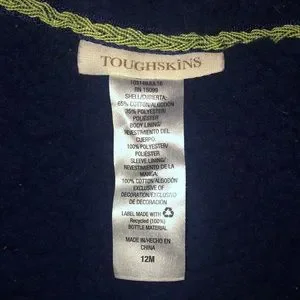 TOUGHSKINS
RN 15099
SHELL/CUBIERTA:
65% COTTON/ALGODÓN
35% POLYESTER/
POLIÉSTER
BODY LINING/
REVESTIMIENTO DEL
CUERPO:
100% POLYESTER/
POLIÉSTER
SLEEVE LINING/
REVESTIMIENTO DE LA
MANGA:
100% COTTON/ALGODÓN
EXCLUSIVE OF
DECORATION/EXCLUSIVO
DE DECORACIÓN
LABEL MADE WITH
Recycled (100%)
BOTTLE MATERIAL
MADE IN/HECHO EN
CHINA
12M